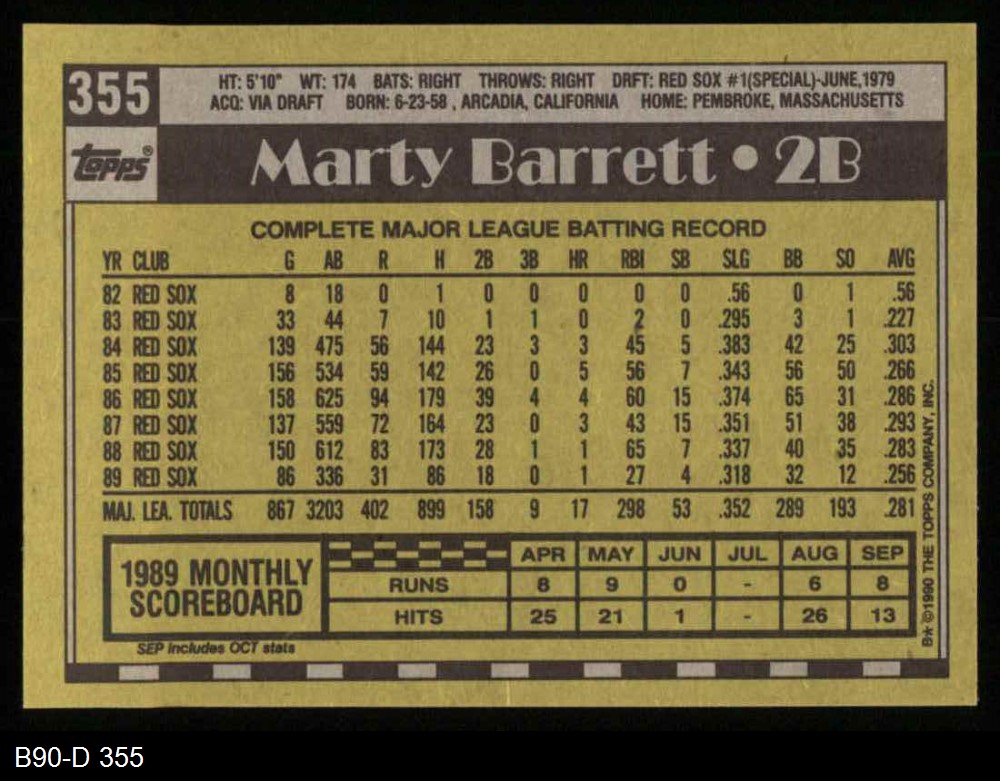 355
HT: 5'10" WT: 174 BATS: RIGHT THROWS: RIGHT DRFT: RED SOX #1(SPECIAL)-JUNE,1979
ACQ: VIA DRAFT BORN: 6-23-58 , ARCADIA, CALIFORNIA HOME: PEMBROKE, MASSACHUSETTS
topps®
Marty Barrett • 2B
COMPLETE MAJOR LEAGUE BATTING RECORD
YR CLUB G AB R H 2B 3B HR RBI SB SLG BB SO AVG
82 RED SOX 8 18 0 1 0 0 0 0 0 .56 0 1 .56
83 RED SOX 33 44 7 10 1 1 0 2 0 .295 3 1 .227
84 RED SOX 139 475 56 144 23 3 3 45 5 .383 42 25 .303
85 RED SOX 156 534 59 142 26 0 5 56 7 .343 56 50 .266
86 RED SOX 158 625 94 179 39 4 4 60 15 .374 65 31 .286
87 RED SOX 137 559 72 164 23 0 3 43 15 .351 51 38 .293
88 RED SOX 150 612 83 173 28 1 1 65 7 .337 40 35 .283
89 RED SOX 86 336 31 86 18 0 1 27 4 .318 32 12 .256
MAJ. LEA. TOTALS 867 3203 402 899 158 9 17 298 53 .352 289 193 .281
1989 MONTHLY
SCOREBOARD
APR MAY JUN JUL AUG SEP
RUNS 8 9 0 - 6 8
HITS 25 21 1 - 26 13
SEP includes OCT stats
B* ©1990 THE TOPPS COMPANY, INC.
B90-D 355